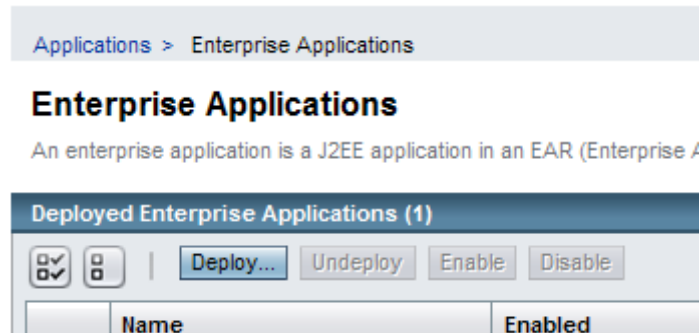 Applications > Enterprise Applications
Enterprise Applications
An enterprise application is a J2EE application in an EAR (Enterprise
Deployed Enterprise Applications (1)
Deploy... Undeploy Enable Disable
Name Enabled